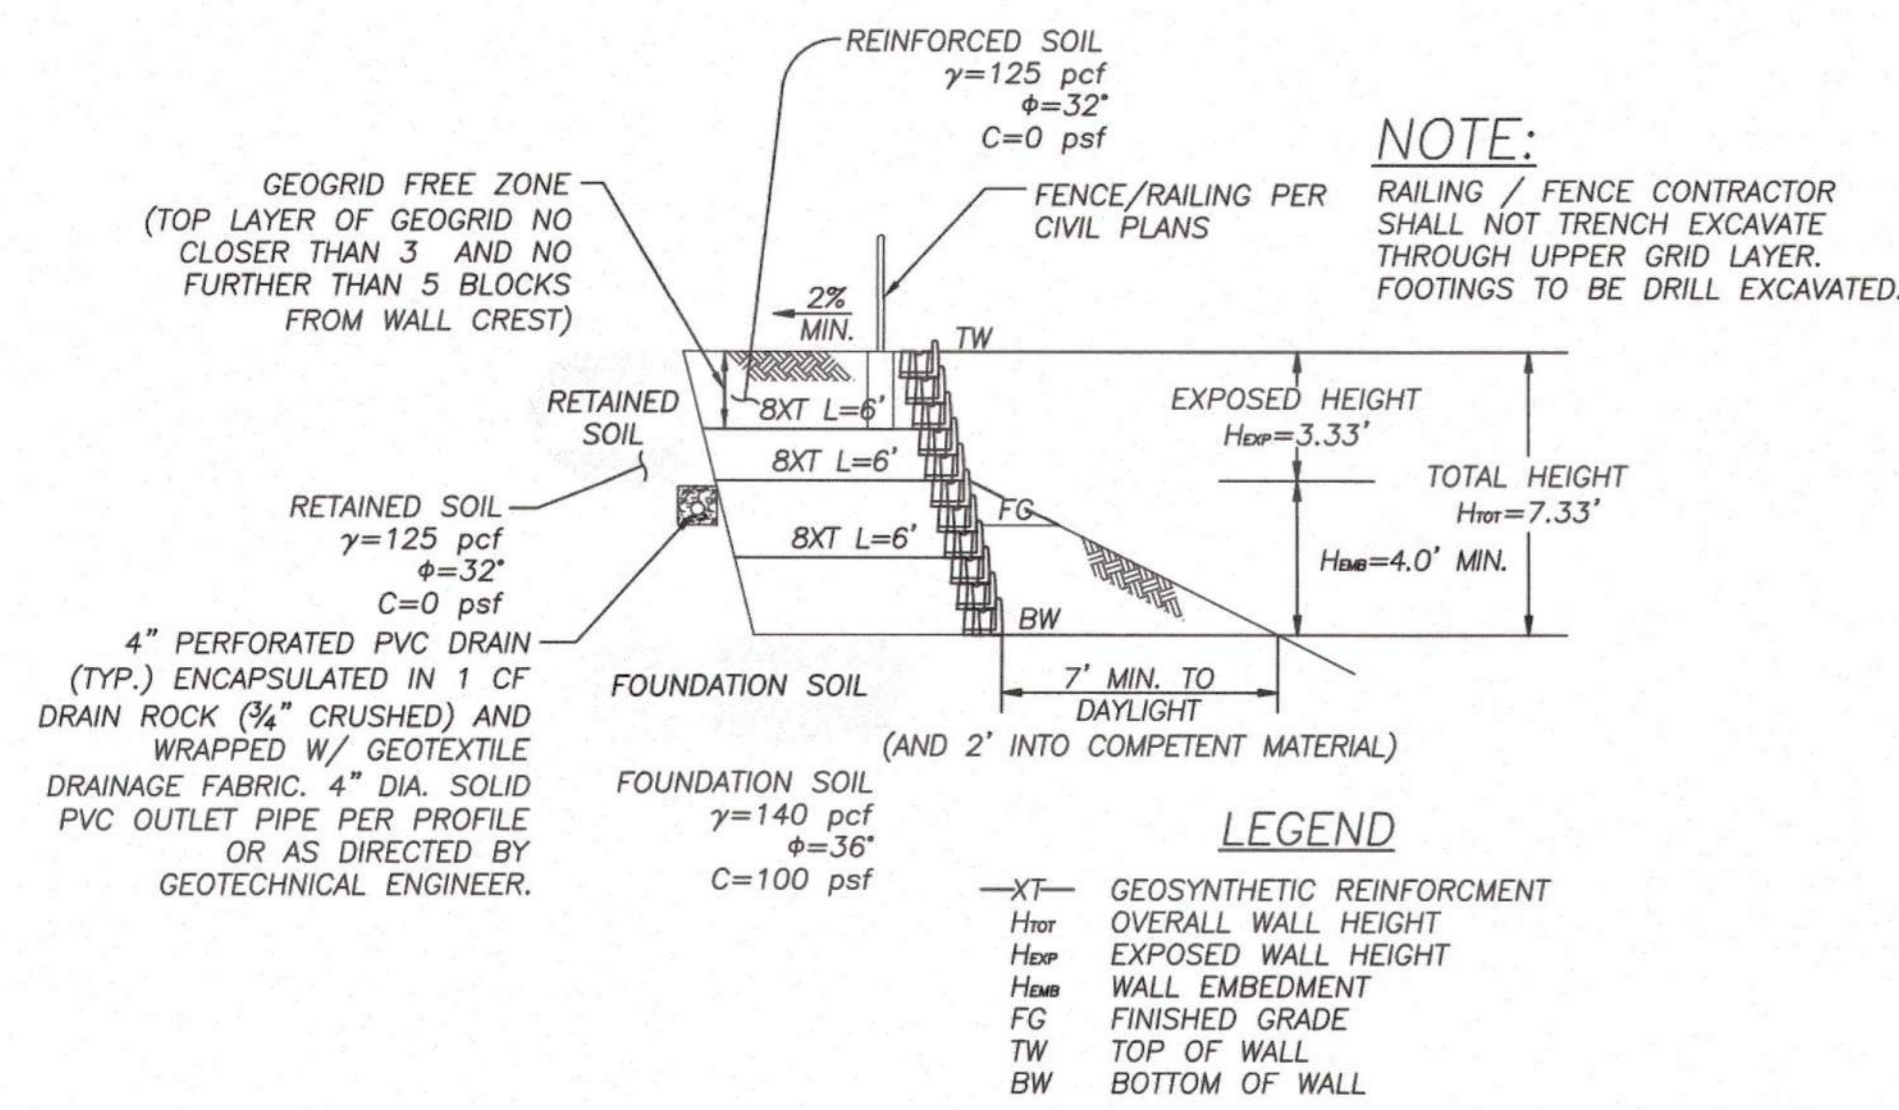 REINFORCED SOIL
γ=125 pcf
ϕ=32°
C=0 psf
GEOGRID FREE ZONE
(TOP LAYER OF GEOGRID NO
CLOSER THAN 3 AND NO
FURTHER THAN 5 BLOCKS
FROM WALL CREST)
FENCE/RAILING PER
CIVIL PLANS
NOTE:
RAILING / FENCE CONTRACTOR
SHALL NOT TRENCH EXCAVATE
THROUGH UPPER GRID LAYER.
FOOTINGS TO BE DRILL EXCAVATED.
2%
MIN.
TW
RETAINED
SOIL
8XT L=6'
8XT L=6'
8XT L=6'
FG
BW
EXPOSED HEIGHT
HEXP=3.33'
TOTAL HEIGHT
HTOT=7.33'
HEMB=4.0' MIN.
RETAINED SOIL
γ=125 pcf
ϕ=32°
C=0 psf
4" PERFORATED PVC DRAIN
(TYP.) ENCAPSULATED IN 1 CF
DRAIN ROCK (¾" CRUSHED) AND
WRAPPED W/ GEOTEXTILE
DRAINAGE FABRIC. 4" DIA. SOLID
PVC OUTLET PIPE PER PROFILE
OR AS DIRECTED BY
GEOTECHNICAL ENGINEER.
FOUNDATION SOIL
7' MIN. TO
DAYLIGHT
(AND 2' INTO COMPETENT MATERIAL)
FOUNDATION SOIL
γ=140 pcf
ϕ=36°
C=100 psf
LEGEND
XT GEOSYNTHETIC REINFORCMENT
HTOT OVERALL WALL HEIGHT
HEXP EXPOSED WALL HEIGHT
HEMB WALL EMBEDMENT
FG FINISHED GRADE
TW TOP OF WALL
BW BOTTOM OF WALL